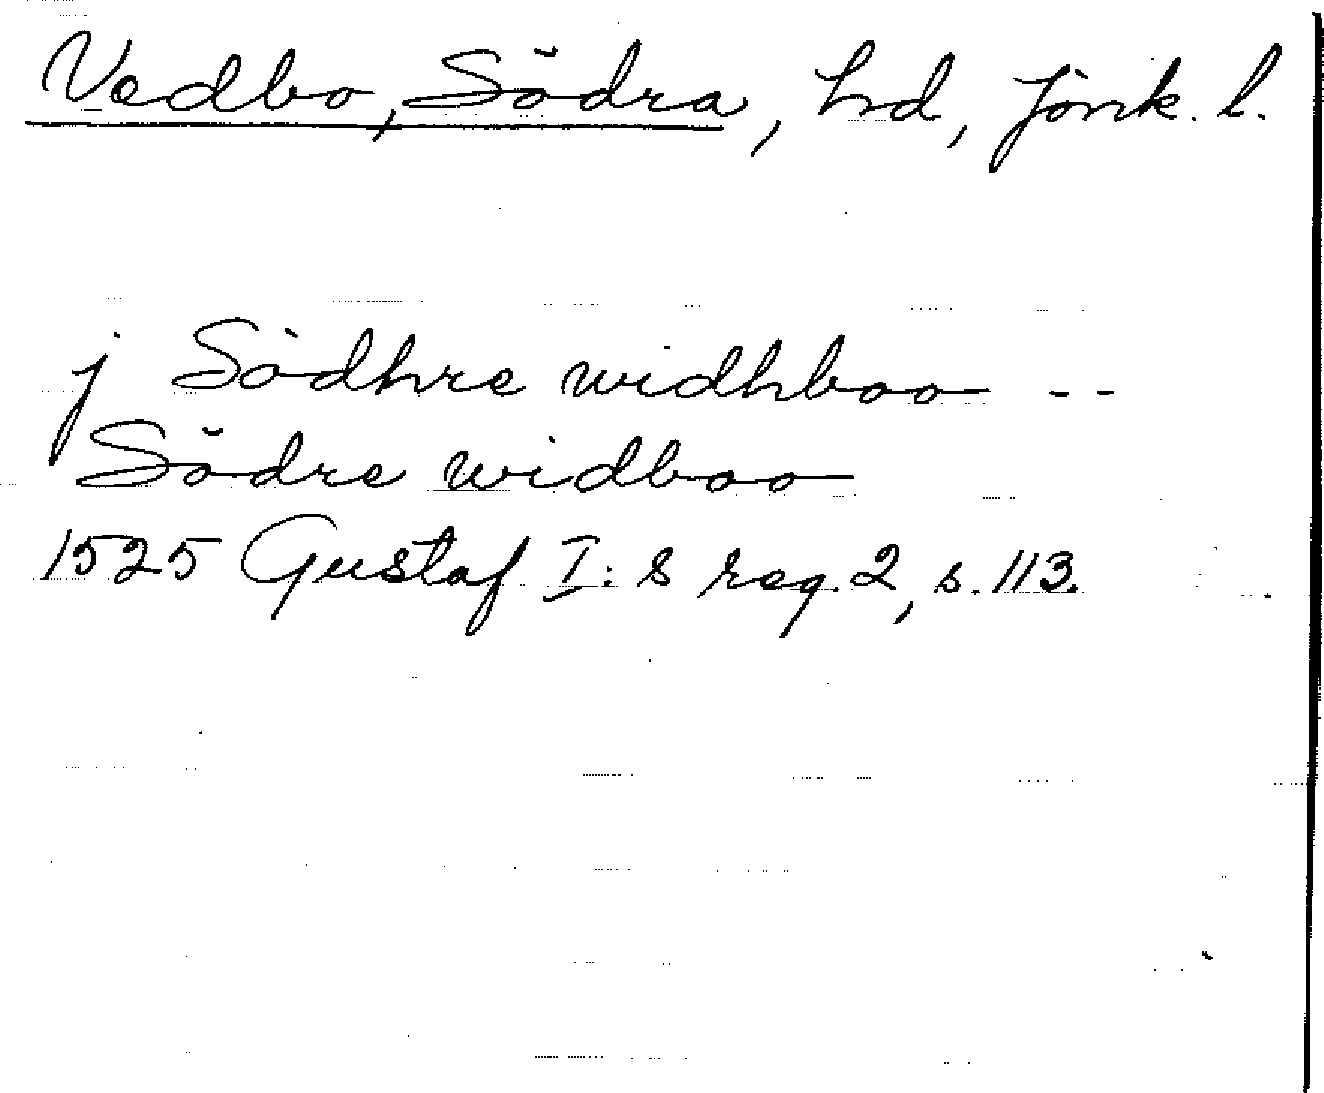 Vedbo, Södra, hd, Jönk. l.
j Södhre widhboo --
Södre widboo
1525 Gustaf I:s reg. 2, s. 113.